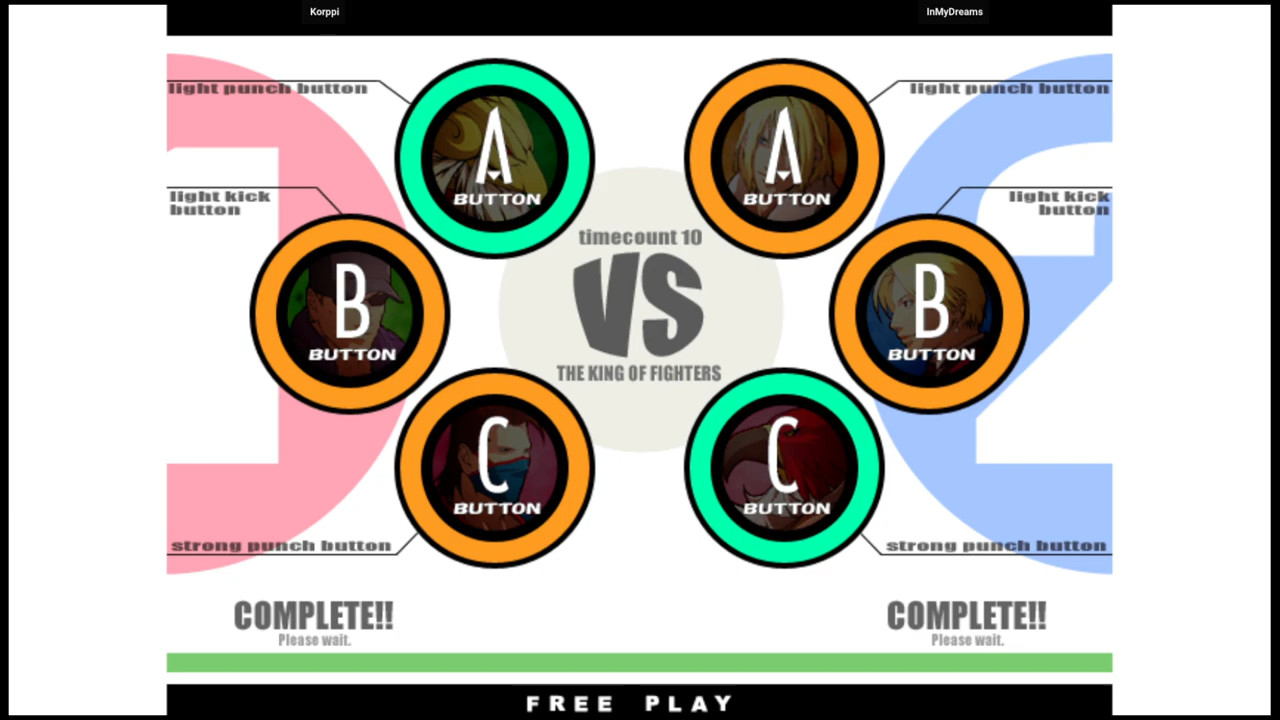 Korppi
InMyDreams
light punch button
A
BUTTON
A
BUTTON
light punch button
light kick
button
light kick
button
B
BUTTON
timecount 10
VS
THE KING OF FIGHTERS
B
BUTTON
C
BUTTON
C
BUTTON
strong punch button
strong punch button
COMPLETE!!
Please wait.
COMPLETE!!
Please wait.
FREE PLAY